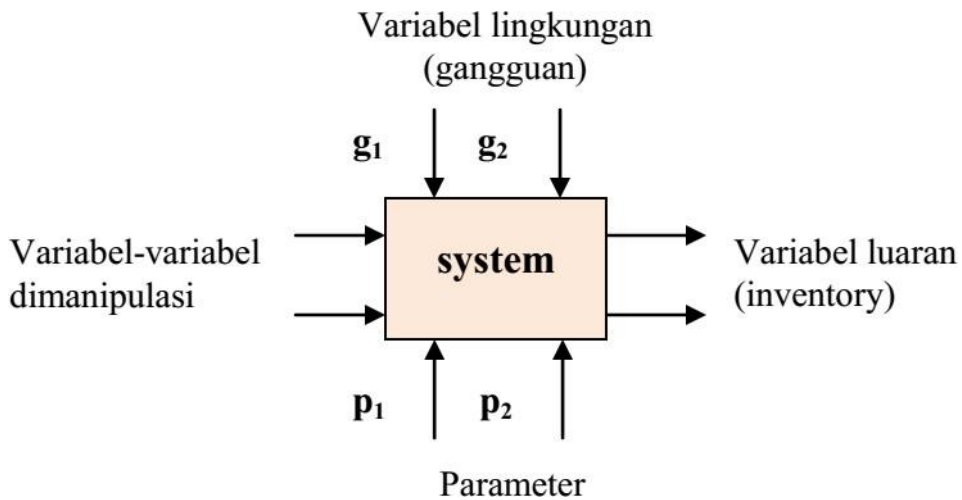 Variabel lingkungan
(gangguan)
g₁
g₂
Variabel-variabel
dimanipulasi
system
Variabel luaran
(inventory)
p₁
p₂
Parameter